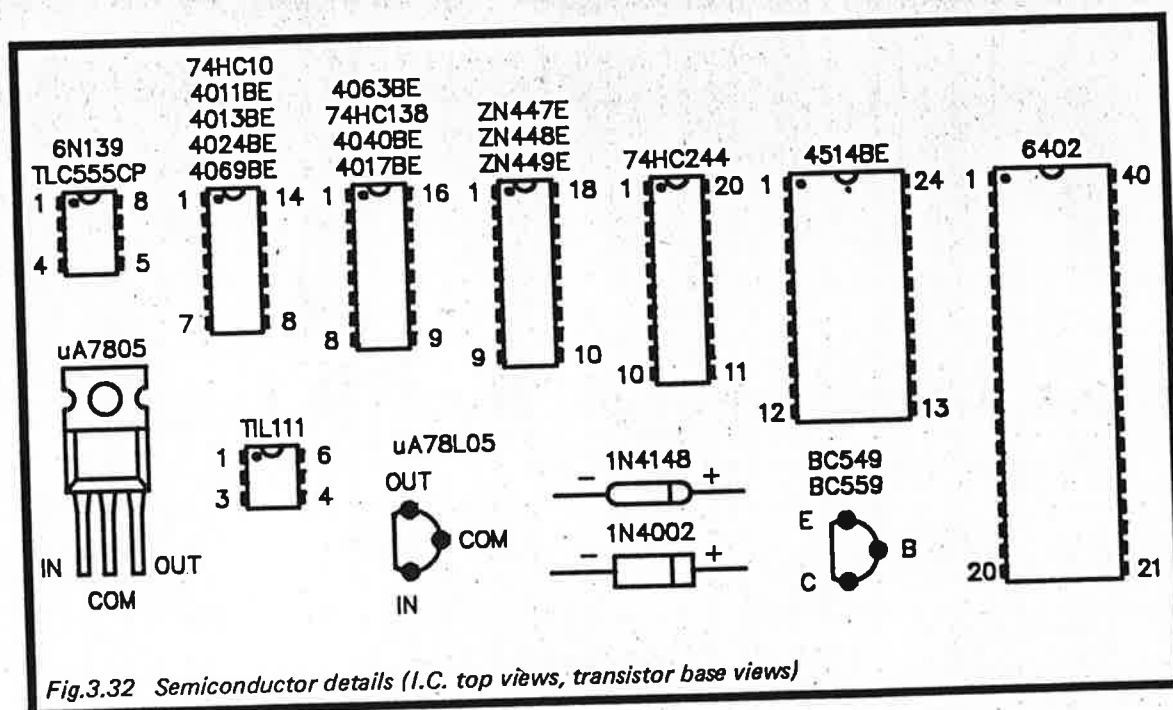 6N139
TLC555CP
1 8
4 5
74HC10
4011BE
4013BE
4024BE
4069BE
1 14
7 8
4063BE
74HC138
4040BE
4017BE
1 16
8 9
ZN447E
ZN448E
ZN449E
1 18
9 10
74HC244
1 20
10 11
4514BE
1 24
12 13
6402
1 40
20 21
uA7805
IN OUT
COM
TIL111
1 6
3 4
uA78L05
OUT
COM
IN
1N4148
- +
1N4002
- +
BC549
BC559
E
B
C
Fig.3.32 Semiconductor details (I.C. top views, transistor base views)